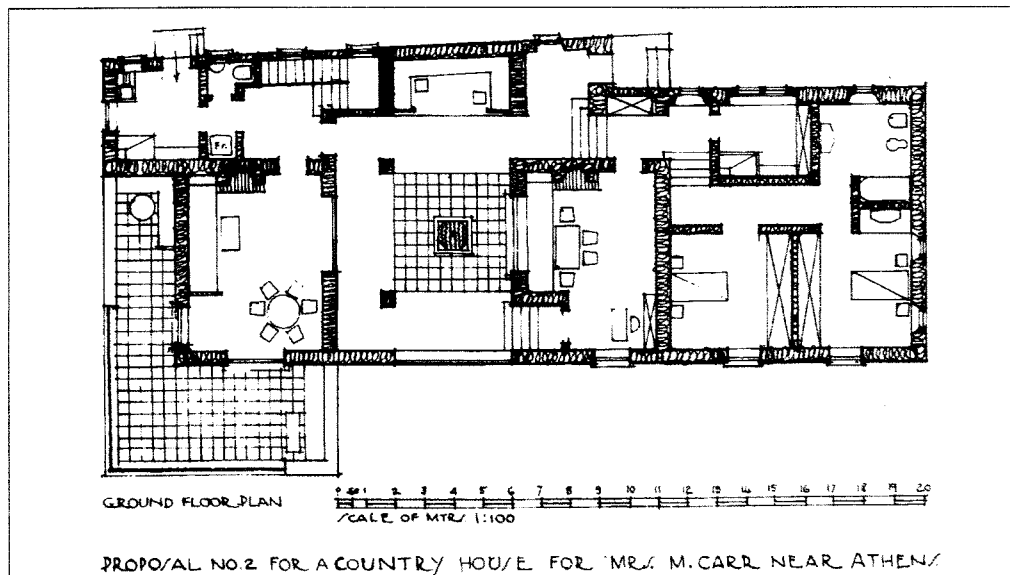 Fr.
GROUND FLOOR PLAN
0 .50 1 2 3 4 5 6 7 8 9 10 11 12 13 14 15 16 17 18 19 20
SCALE OF MTRS 1:100
PROPOSAL NO.2 FOR A COUNTRY HOUSE FOR MRS. M. CARR NEAR ATHENS